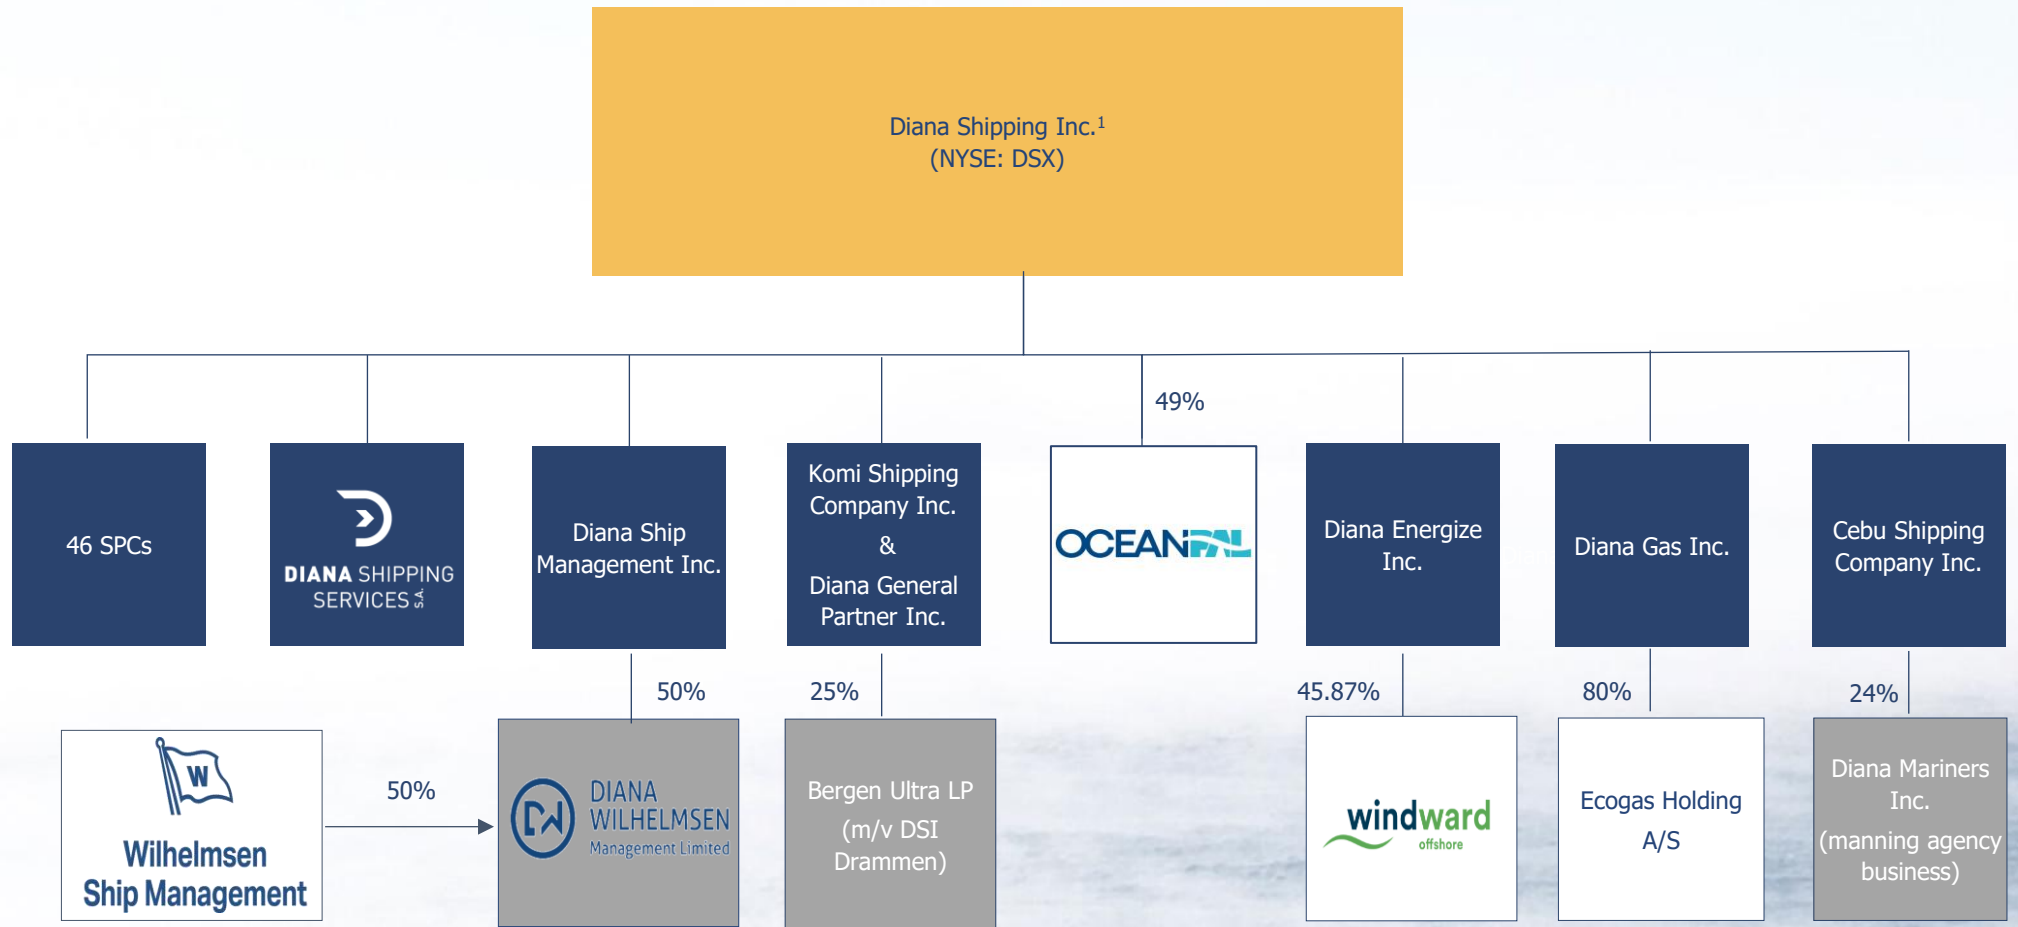 Diana Shipping Inc.¹
(NYSE: DSX)
49%
46 SPCs
DIANA SHIPPING
SERVICES S.A.
Diana Ship
Management Inc.
Komi Shipping
Company Inc.
&
Diana General
Partner Inc.
OCEANPAL
Diana Energize
Inc.
Diana Gas Inc.
Cebu Shipping
Company Inc.
50%
25%
45.87%
80%
24%
W
Wilhelmsen
Ship Management
50%
DW
DIANA
WILHELMSEN
Management Limited
Bergen Ultra LP
(m/v DSI
Drammen)
windward
offshore
Ecogas Holding
A/S
Diana Mariners
Inc.
(manning agency
business)